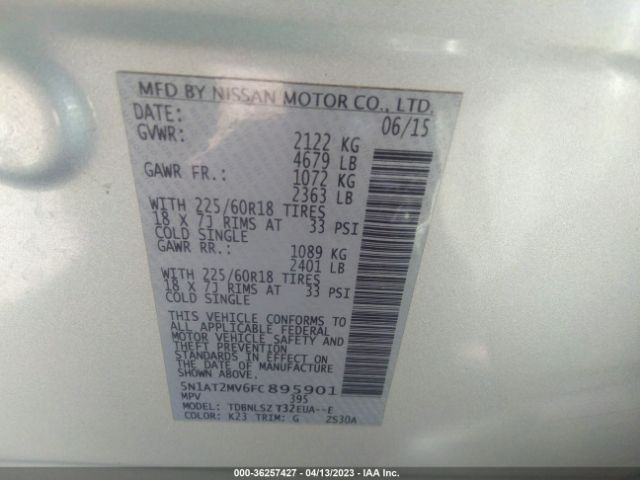 MFD BY NISSAN MOTOR CO., LTD.
DATE: 06/15
GVWR: 2122 KG
4679 LB
GAWR FR.: 1072 KG
2363 LB
WITH 225/60R18 TIRES
18 X 7J RIMS AT 33 PSI
COLD SINGLE
GAWR RR.: 1089 KG
2401 LB
WITH 225/60R18 TIRES
18 X 7J RIMS AT 33 PSI
COLD SINGLE
THIS VEHICLE CONFORMS TO
ALL APPLICABLE FEDERAL
MOTOR VEHICLE SAFETY AND
THEFT PREVENTION
STANDARDS IN EFFECT ON
THE DATE OF MANUFACTURE
SHOWN ABOVE.
5N1AT2MV6FC895901
MPV 395
MODEL: TDBNLSZ T32EUA--E
COLOR: K23 TRIM: G 2S30A
000-36257427 - 04/13/2023 - IAA Inc.